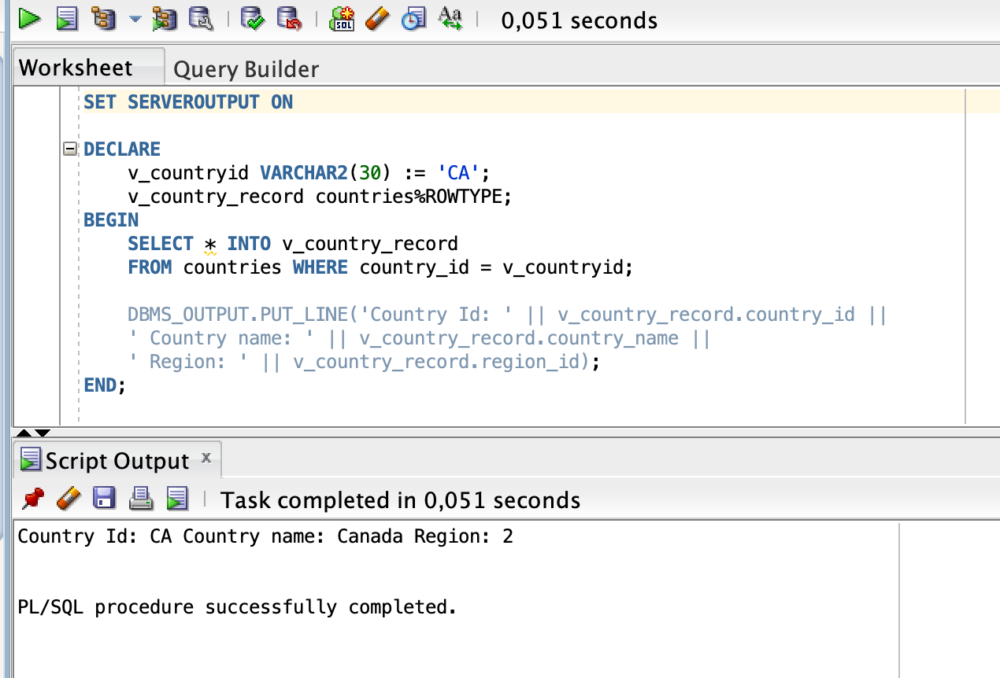 0,051 seconds
Worksheet Query Builder
SET SERVEROUTPUT ON
DECLARE
v_countryid VARCHAR2(30) := 'CA';
v_country_record countries%ROWTYPE;
BEGIN
SELECT * INTO v_country_record
FROM countries WHERE country_id = v_countryid;
DBMS_OUTPUT.PUT_LINE('Country Id: ' || v_country_record.country_id ||
' Country name: ' || v_country_record.country_name ||
' Region: ' || v_country_record.region_id);
END;
Script Output x
Task completed in 0,051 seconds
Country Id: CA Country name: Canada Region: 2
PL/SQL procedure successfully completed.